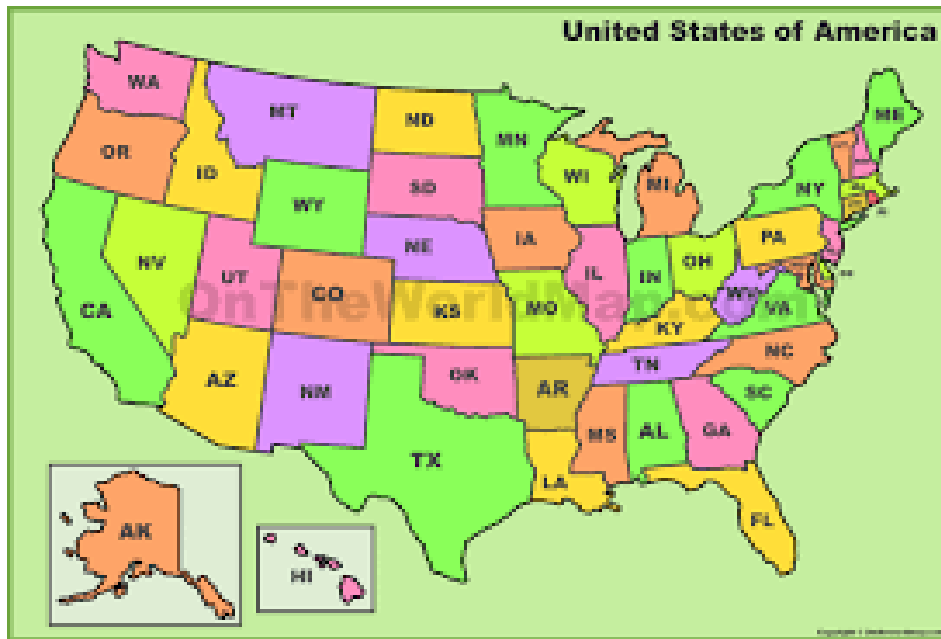 United States of America
WA
MT
ND
MN
ME
OR
ID
WY
SD
WI
MI
NY
NV
UT
CO
NE
IA
IL
IN
OH
PA
CA
KS
MO
KY
WV
VA
OnTheWorldMap.com
AZ
NM
OK
AR
TN
NC
SC
TX
LA
MS
AL
GA
FL
AK
HI